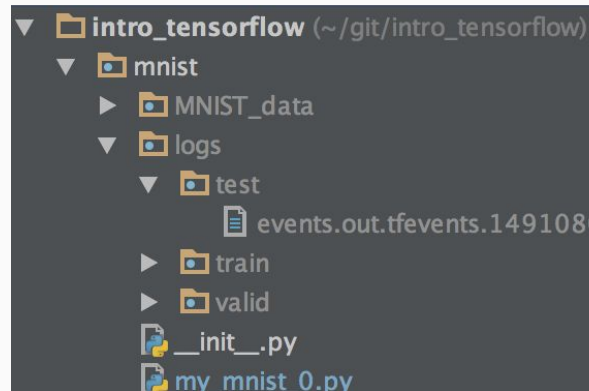 intro_tensorflow (~/git/intro_tensorflow)
mnist
MNIST_data
logs
test
events.out.tfevents.149108
train
valid
__init__.py
my_mnist_0.py